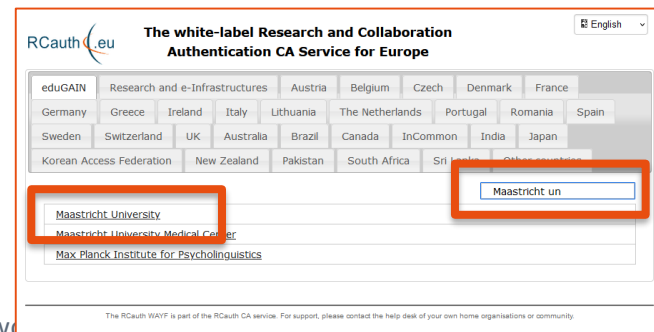 RCauth.eu
The white-label Research and Collaboration
Authentication CA Service for Europe
English
eduGAIN Research and e-Infrastructures Austria Belgium Czech Denmark France
Germany Greece Ireland Italy Lithuania The Netherlands Portugal Romania Spain
Sweden Switzerland UK Australia Brazil Canada InCommon India Japan
Korean Access Federation New Zealand Pakistan South Africa Sri Lanka Other countries
Maastricht un
Maastricht University
Maastricht University Medical Center
Max Planck Institute for Psycholinguistics
The RCauth WAYF is part of the RCauth CA service. For support, please contact the help desk of your own home organisations or community.